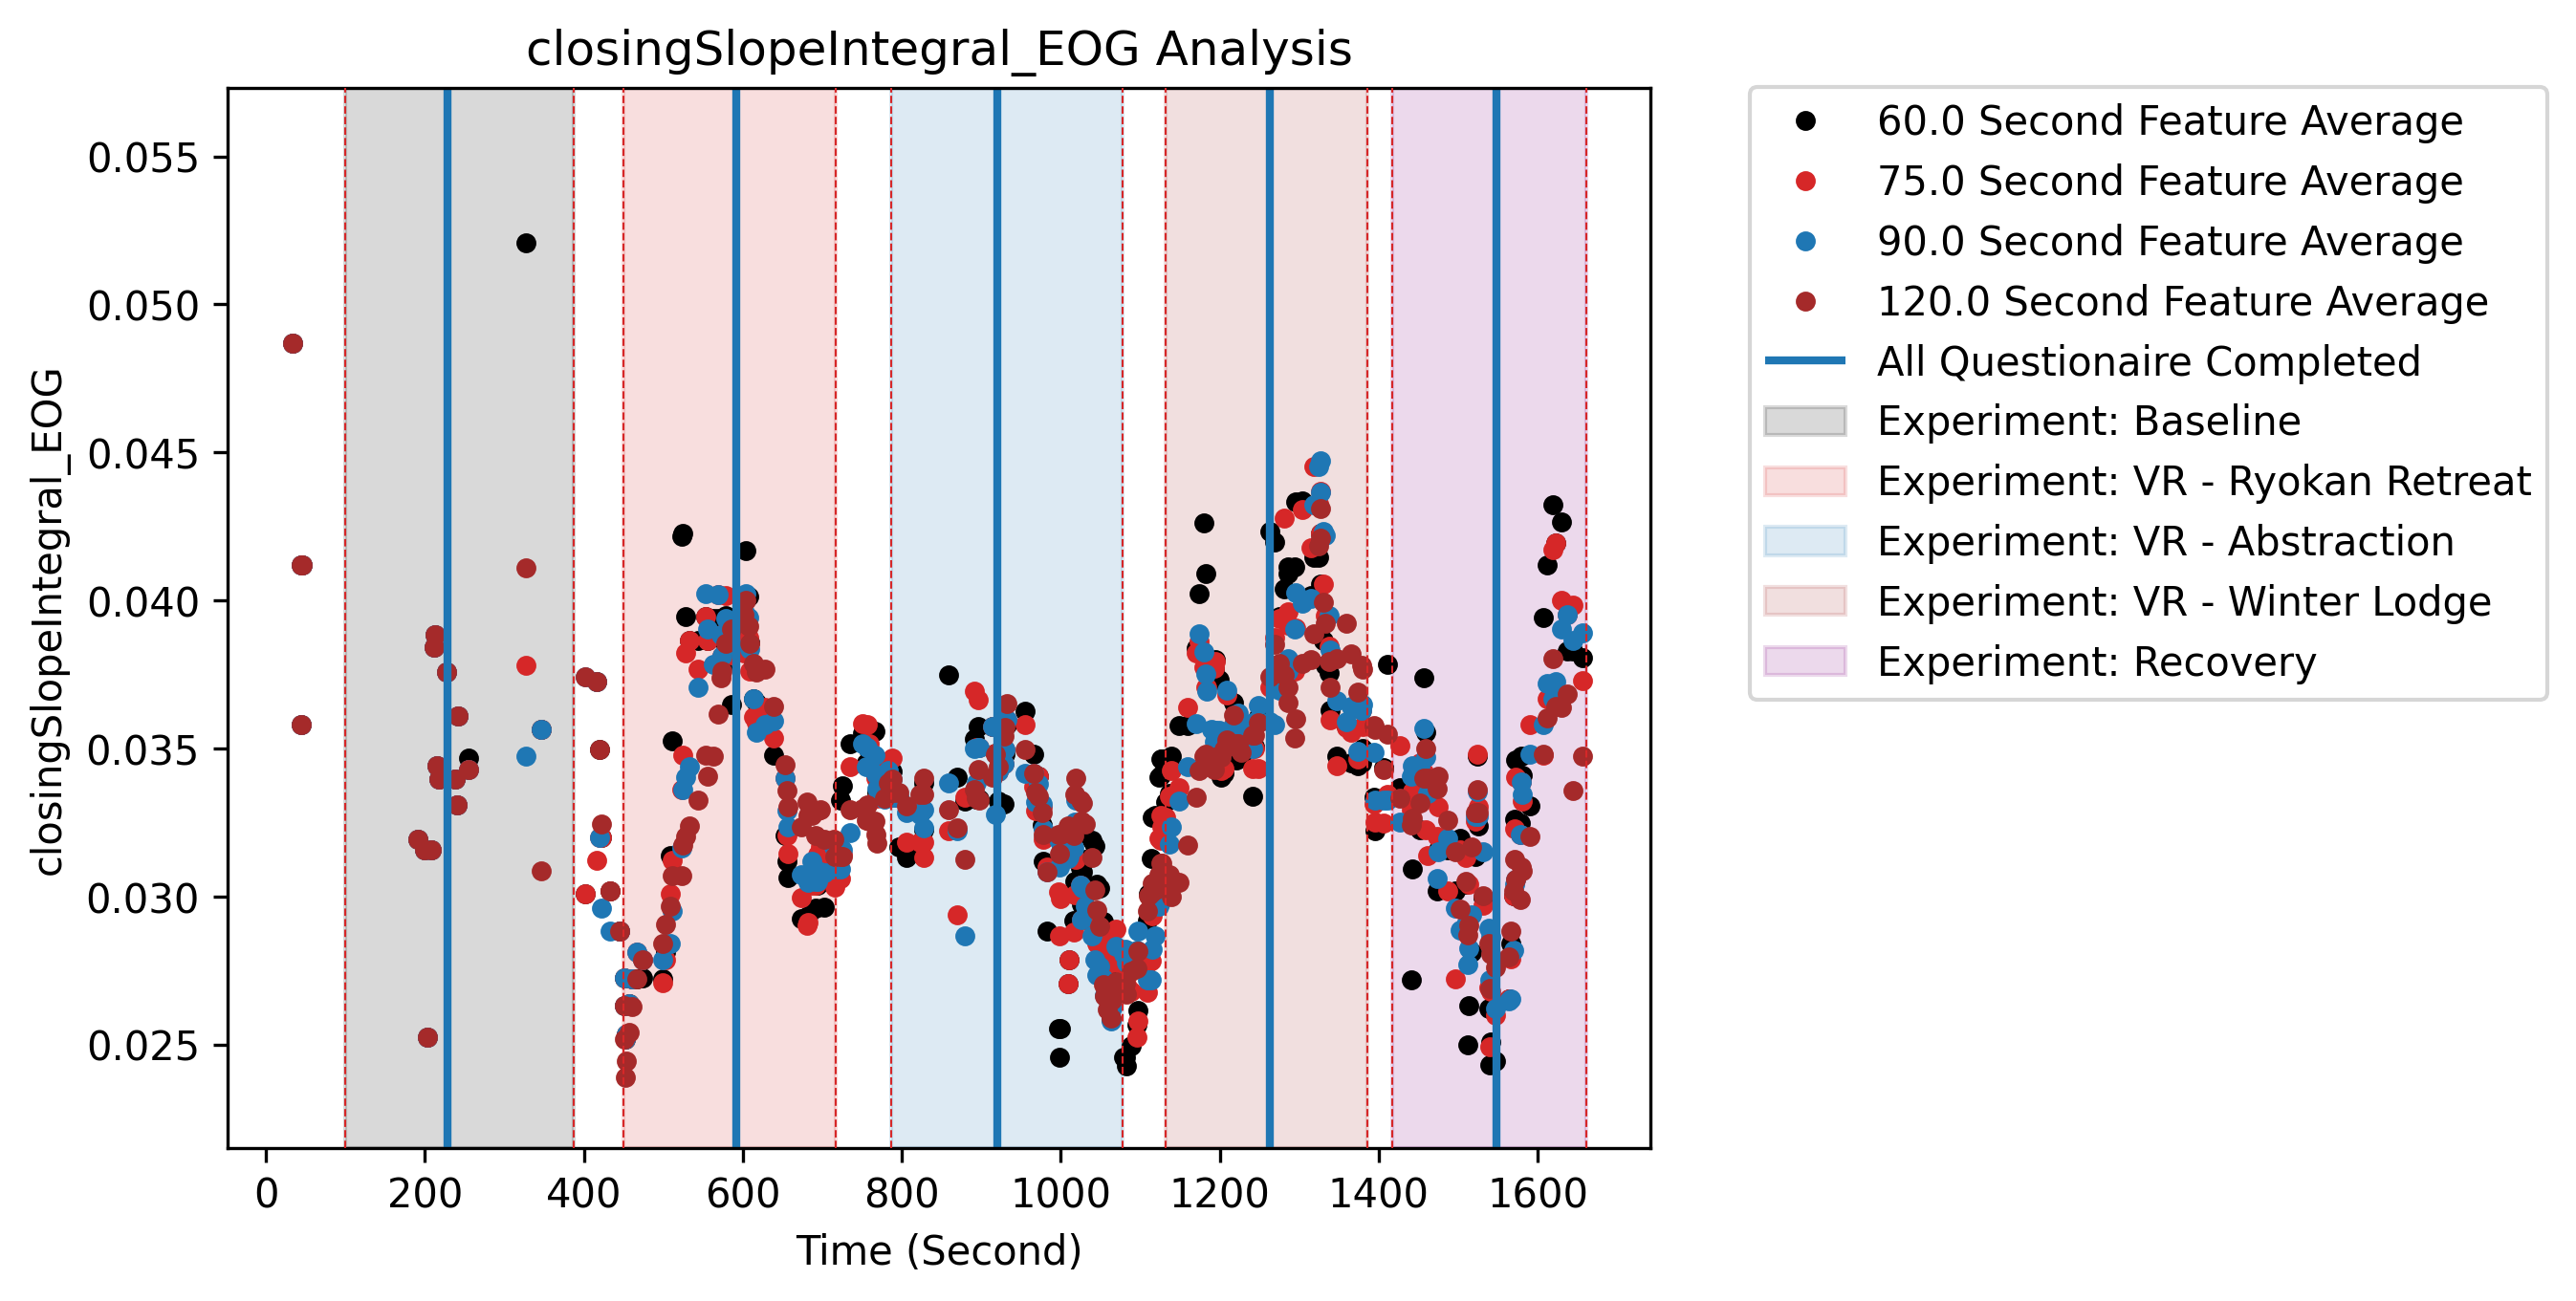 closingSlopeIntegral_EOG Analysis
closingSlopeIntegral_EOG
0.055
0.050
0.045
0.040
0.035
0.030
0.025
0 200 400 600 800 1000 1200 1400 1600
Time (Second)
60.0 Second Feature Average
75.0 Second Feature Average
90.0 Second Feature Average
120.0 Second Feature Average
All Questionaire Completed
Experiment: Baseline
Experiment: VR - Ryokan Retreat
Experiment: VR - Abstraction
Experiment: VR - Winter Lodge
Experiment: Recovery